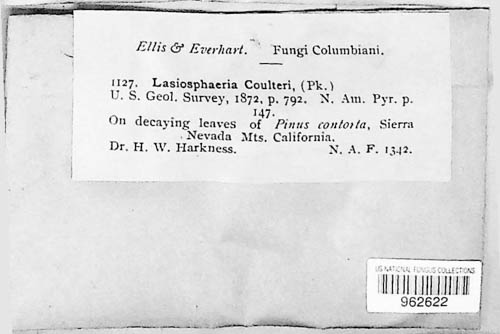 Ellis & Everhart. Fungi Columbiani.
1127. Lasiosphaeria Coulteri, (Pk.)
U. S. Geol. Survey, 1872, p. 792. N. Am. Pyr. p.
147.
On decaying leaves of Pinus contorta, Sierra
Nevada Mts. California.
Dr. H. W. Harkness. N. A. F. 1342.
US NATIONAL FUNGUS COLLECTIONS
962622